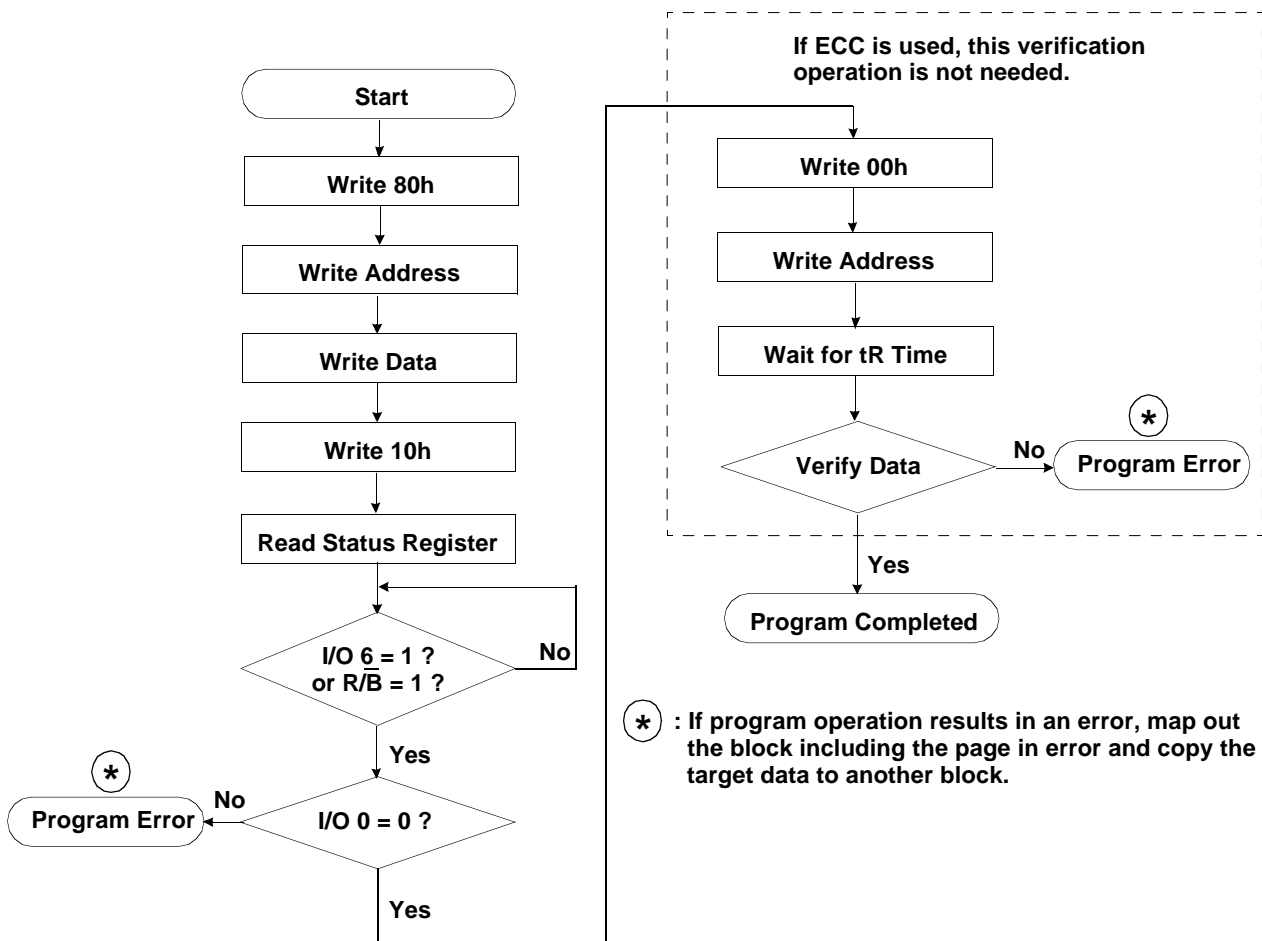 Start
Write 80h
Write Address
Write Data
Write 10h
Read Status Register
I/O 6 = 1 ?
or R/B̅ = 1 ?
No
Yes
*
No
Program Error
I/O 0 = 0 ?
Yes
If ECC is used, this verification
operation is not needed.
Write 00h
Write Address
Wait for tR Time
*
Verify Data
No
Program Error
Yes
Program Completed
* : If program operation results in an error, map out
the block including the page in error and copy the
target data to another block.